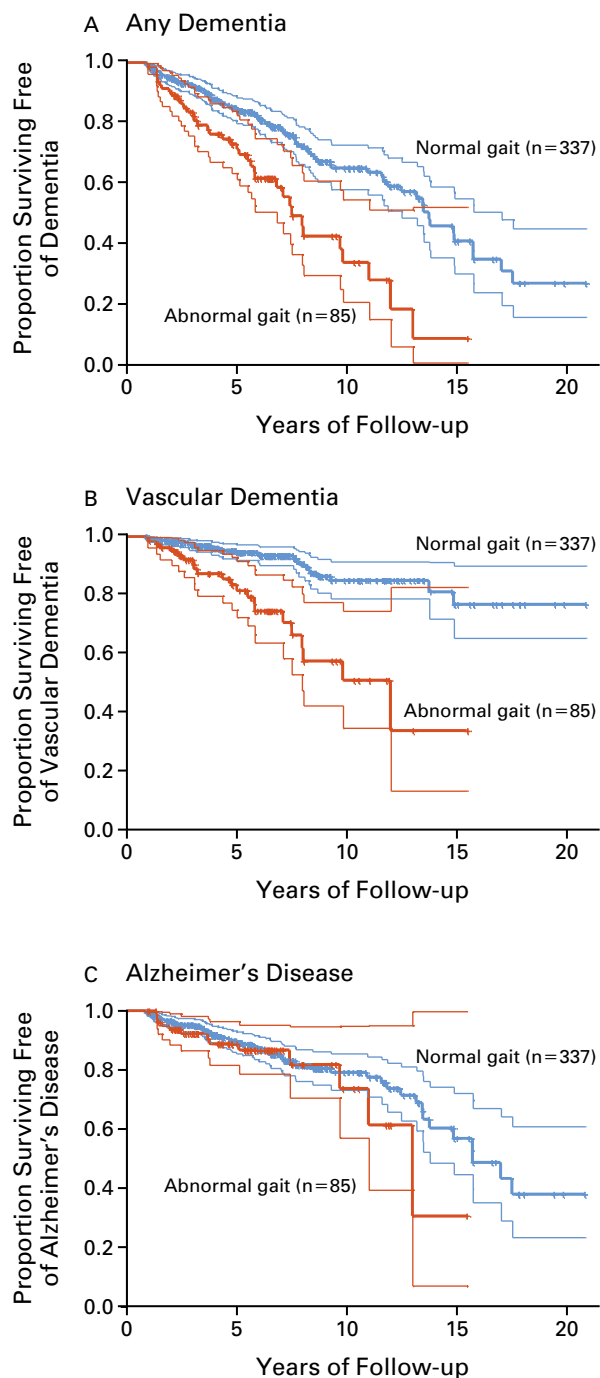 A Any Dementia
Proportion Surviving Free
of Dementia
1.0
0.8
0.6
0.4
0.2
0.0
Normal gait (n=337)
Abnormal gait (n=85)
0 5 10 15 20
Years of Follow-up
B Vascular Dementia
Proportion Surviving Free
of Vascular Dementia
1.0
0.8
0.6
0.4
0.2
0.0
Normal gait (n=337)
Abnormal gait (n=85)
0 5 10 15 20
Years of Follow-up
C Alzheimer’s Disease
Proportion Surviving Free
of Alzheimer’s Disease
1.0
0.8
0.6
0.4
0.2
0.0
Normal gait (n=337)
Abnormal gait (n=85)
0 5 10 15 20
Years of Follow-up